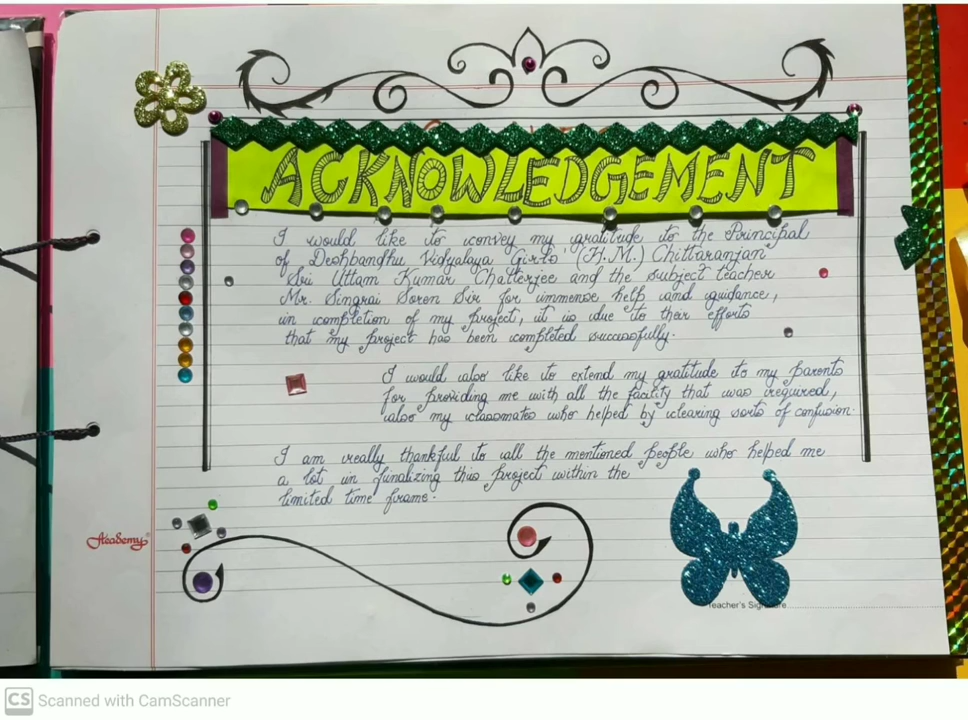 ACKNOWLEDGEMENT
I would like to convey my gratitude to the Principal
of Deshbandhu Vidyalaya Girls (H.M.) Chittaranjan
Sri Uttam Kumar Chatterjee and the subject teacher
Mr. Singrai Soren Sir for immense help and guidance,
in completion of my project, it is due to their efforts
that my project has been completed successfully.
I would also like to extend my gratitude to my parents
for providing me with all the facility that was required,
also my classmates who helped by clearing sorts of confusion.
I am really thankful to all the mentioned people who helped me
a lot in finalizing this project within the
limited time frame.
Academy
Teacher's Signature
CS Scanned with CamScanner